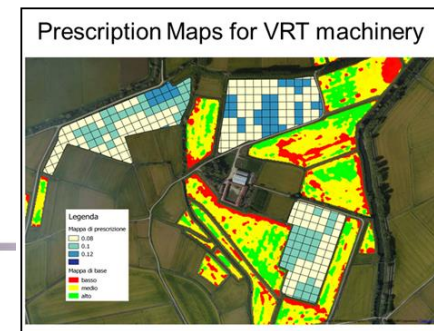 Prescription Maps for VRT machinery
Legenda
Mappa di prescrizione
0.08
0.1
0.12
Mappa di base
basso
medio
alto